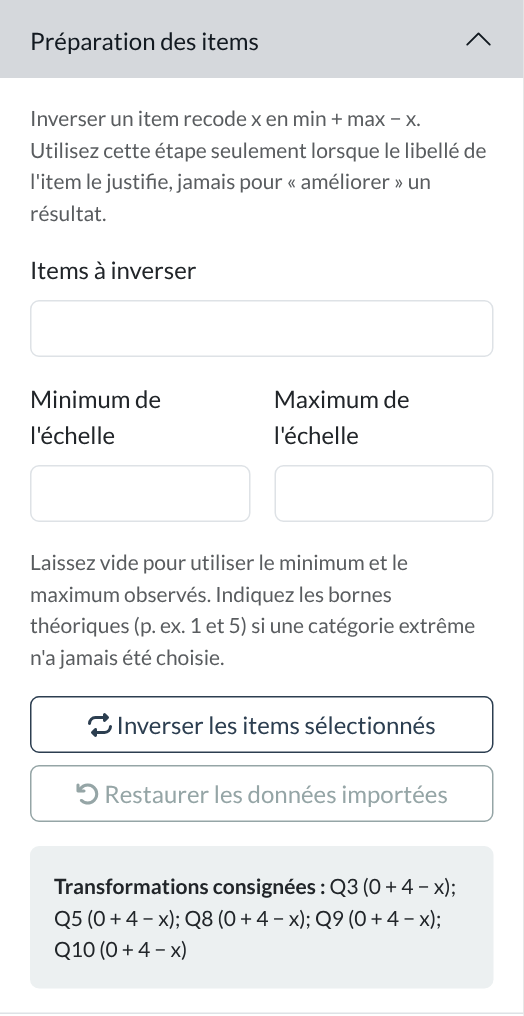 Préparation des items
Inverser un item recode x en min + max − x.
Utilisez cette étape seulement lorsque le libellé de
l'item le justifie, jamais pour « améliorer » un
résultat.
Items à inverser
Minimum de
l'échelle
Maximum de
l'échelle
Laissez vide pour utiliser le minimum et le
maximum observés. Indiquez les bornes
théoriques (p. ex. 1 et 5) si une catégorie extrême
n'a jamais été choisie.
Inverser les items sélectionnés
Restaurer les données importées
Transformations consignées : Q3 (0 + 4 − x);
Q5 (0 + 4 − x); Q8 (0 + 4 − x); Q9 (0 + 4 − x);
Q10 (0 + 4 − x)